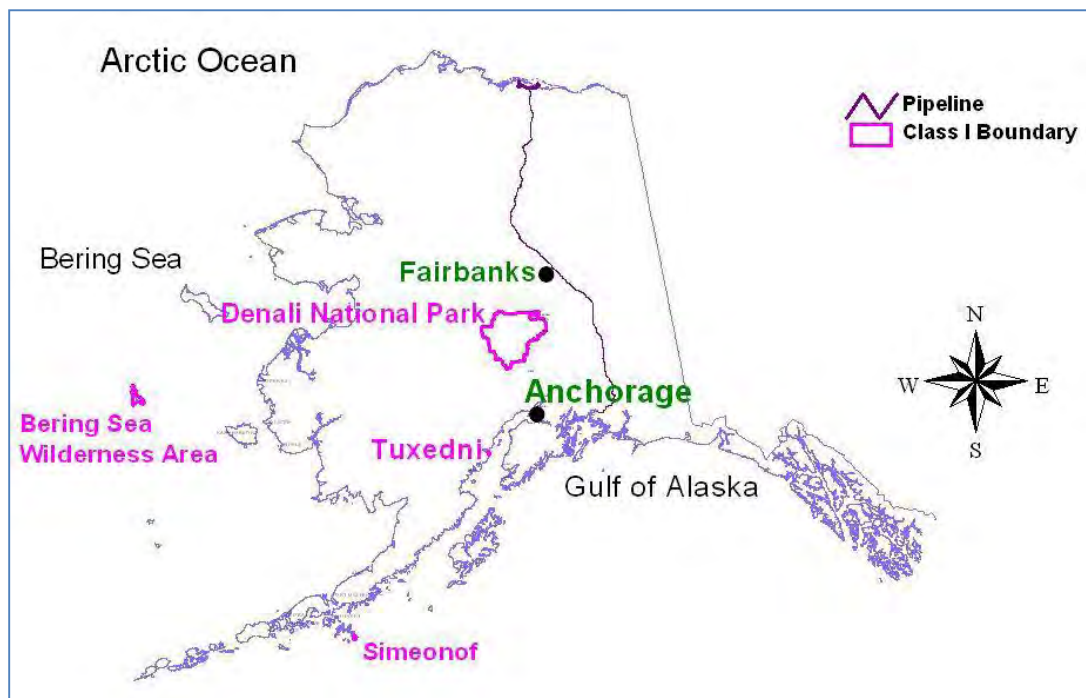 Arctic Ocean
Pipeline
Class I Boundary
Bering Sea
Fairbanks
Denali National Park
N
W
E
S
Anchorage
Bering Sea
Wilderness Area
Tuxedni
Gulf of Alaska
Simeonof